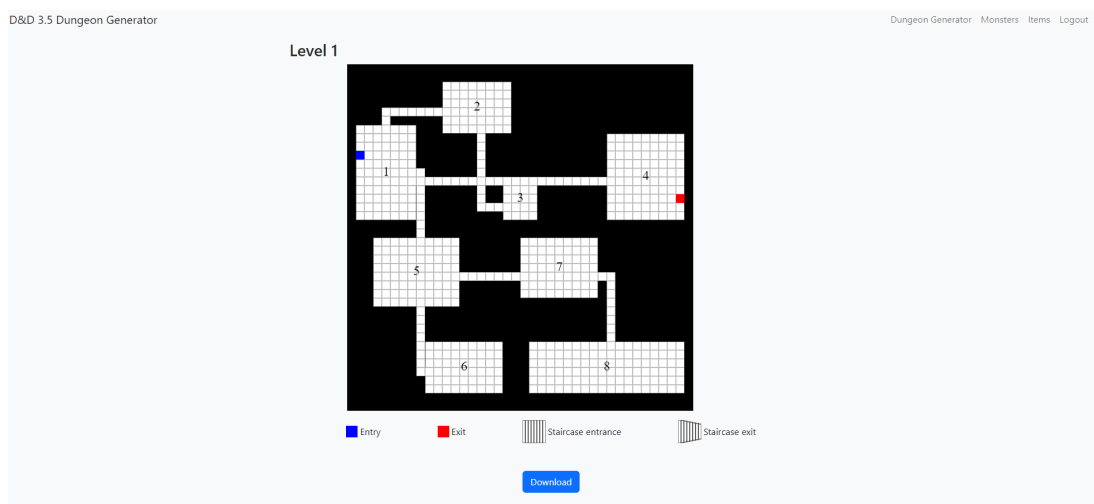 D&D 3.5 Dungeon Generator Dungeon Generator Monsters Items Logout
Level 1
2
1
4
3
5
7
6
8
Entry Exit Staircase entrance Staircase exit
Download